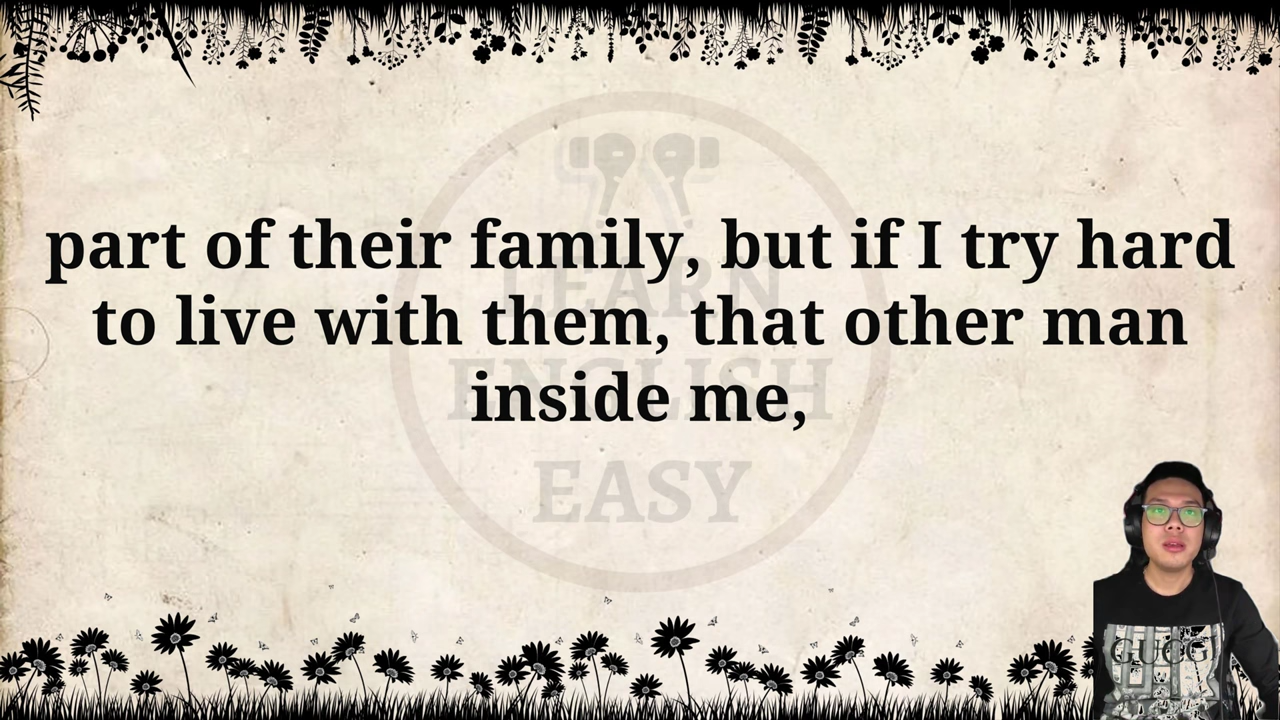 part of their family, but if I try hard
to live with them, that other man
inside me,
LEARN
ENGLISH
EASY
GUCCI